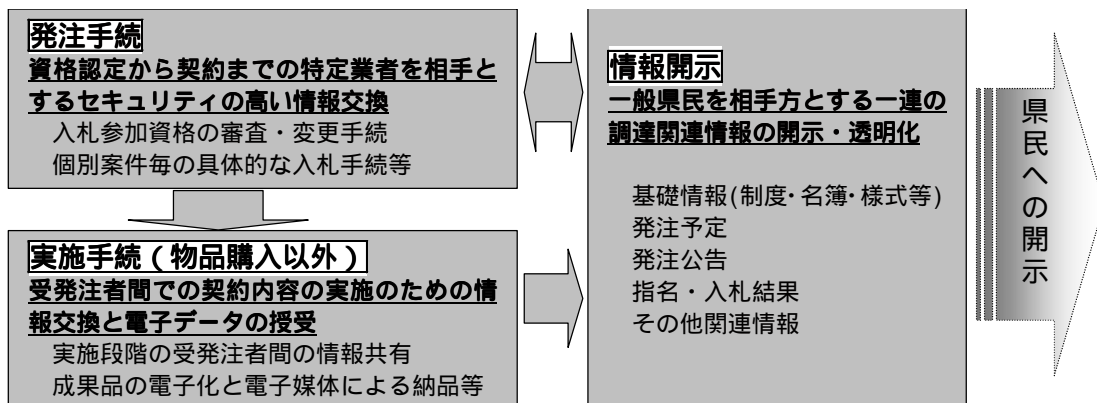 発注手続
資格認定から契約までの特定業者を相手と
するセキュリティの高い情報交換
入札参加資格の審査・変更手続
個別案件毎の具体的な入札手続等
実施手続(物品購入以外)
受発注者間での契約内容の実施のための情
報交換と電子データの授受
実施段階の受発注者間の情報共有
成果品の電子化と電子媒体による納品等
情報開示
一般県民を相手方とする一連の
調達関連情報の開示・透明化
基礎情報(制度・名簿・様式等)
発注予定
発注公告
指名・入札結果
その他関連情報
県民への開示